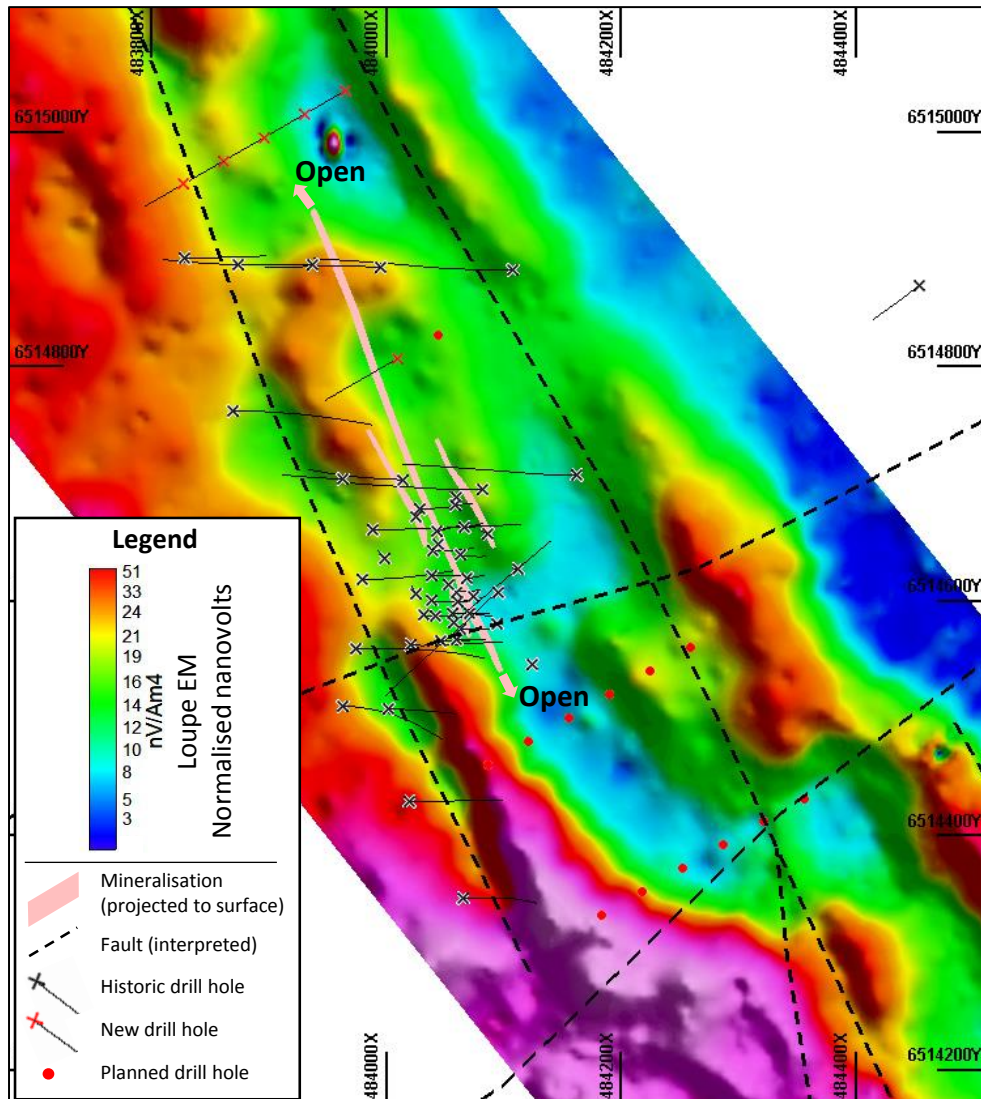 483800X
484000X
484200X
484400X
6515000Y
6515000Y
Open
6514800Y
6514800Y
6514600Y
Open
6514400Y
6514200Y
484000X
484200X
484400X
Legend
51
33
24
21
19
16
14
12
10
8
5
3
nV/Am4
Loupe EM
Normalised nanovolts
Mineralisation
(projected to surface)
Fault (interpreted)
Historic drill hole
New drill hole
Planned drill hole